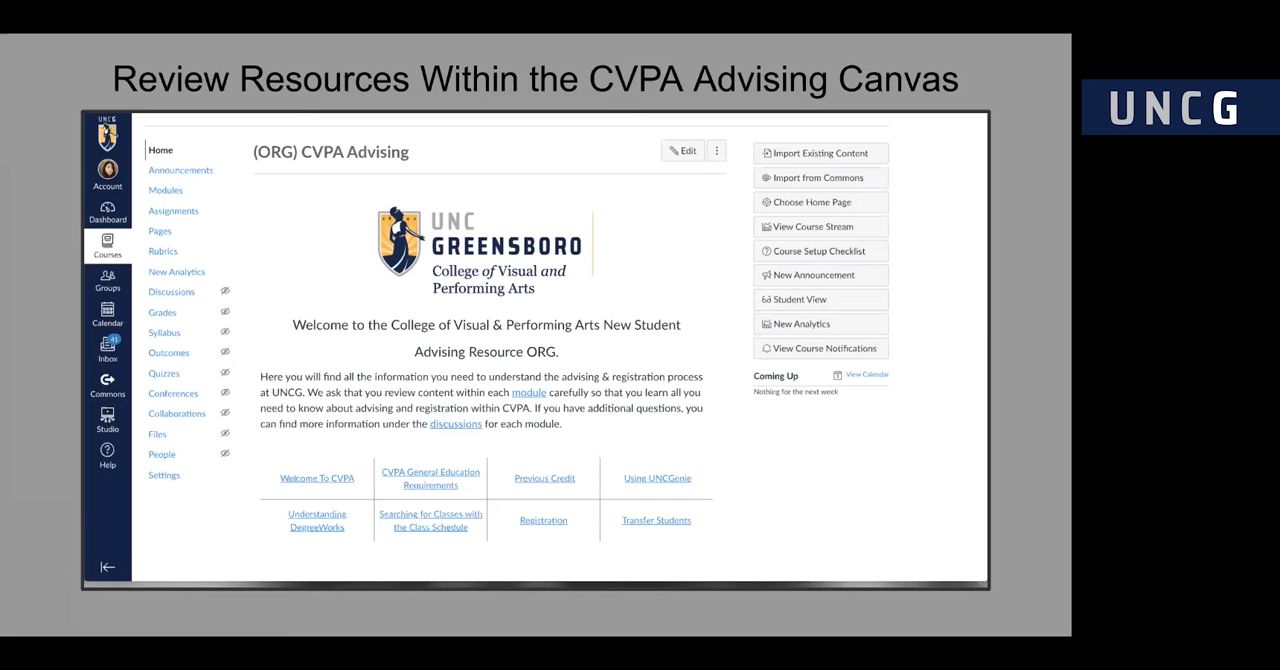 Review Resources Within the CVPA Advising Canvas
UNCG
UNCG
Account
Dashboard
Courses
Groups
Calendar
41
Inbox
Commons
Studio
Help
Home
Announcements
Modules
Assignments
Pages
Rubrics
New Analytics
Discussions
Grades
Syllabus
Outcomes
Quizzes
Conferences
Collaborations
Files
People
Settings
(ORG) CVPA Advising
Edit
UNC
GREENSBORO
College of Visual and
Performing Arts
Welcome to the College of Visual & Performing Arts New Student
Advising Resource ORG.
Here you will find all the information you need to understand the advising & registration process
at UNCG. We ask that you review content within each module carefully so that you learn all you
need to know about advising and registration within CVPA. If you have additional questions, you
can find more information under the discussions for each module.
Welcome To CVPA
CVPA General Education
Requirements
Previous Credit
Using UNCGenie
Understanding
DegreeWorks
Searching for Classes with
the Class Schedule
Registration
Transfer Students
Import Existing Content
Import from Commons
Choose Home Page
View Course Stream
Course Setup Checklist
New Announcement
Student View
New Analytics
View Course Notifications
Coming Up
View Calendar
Nothing for the next week